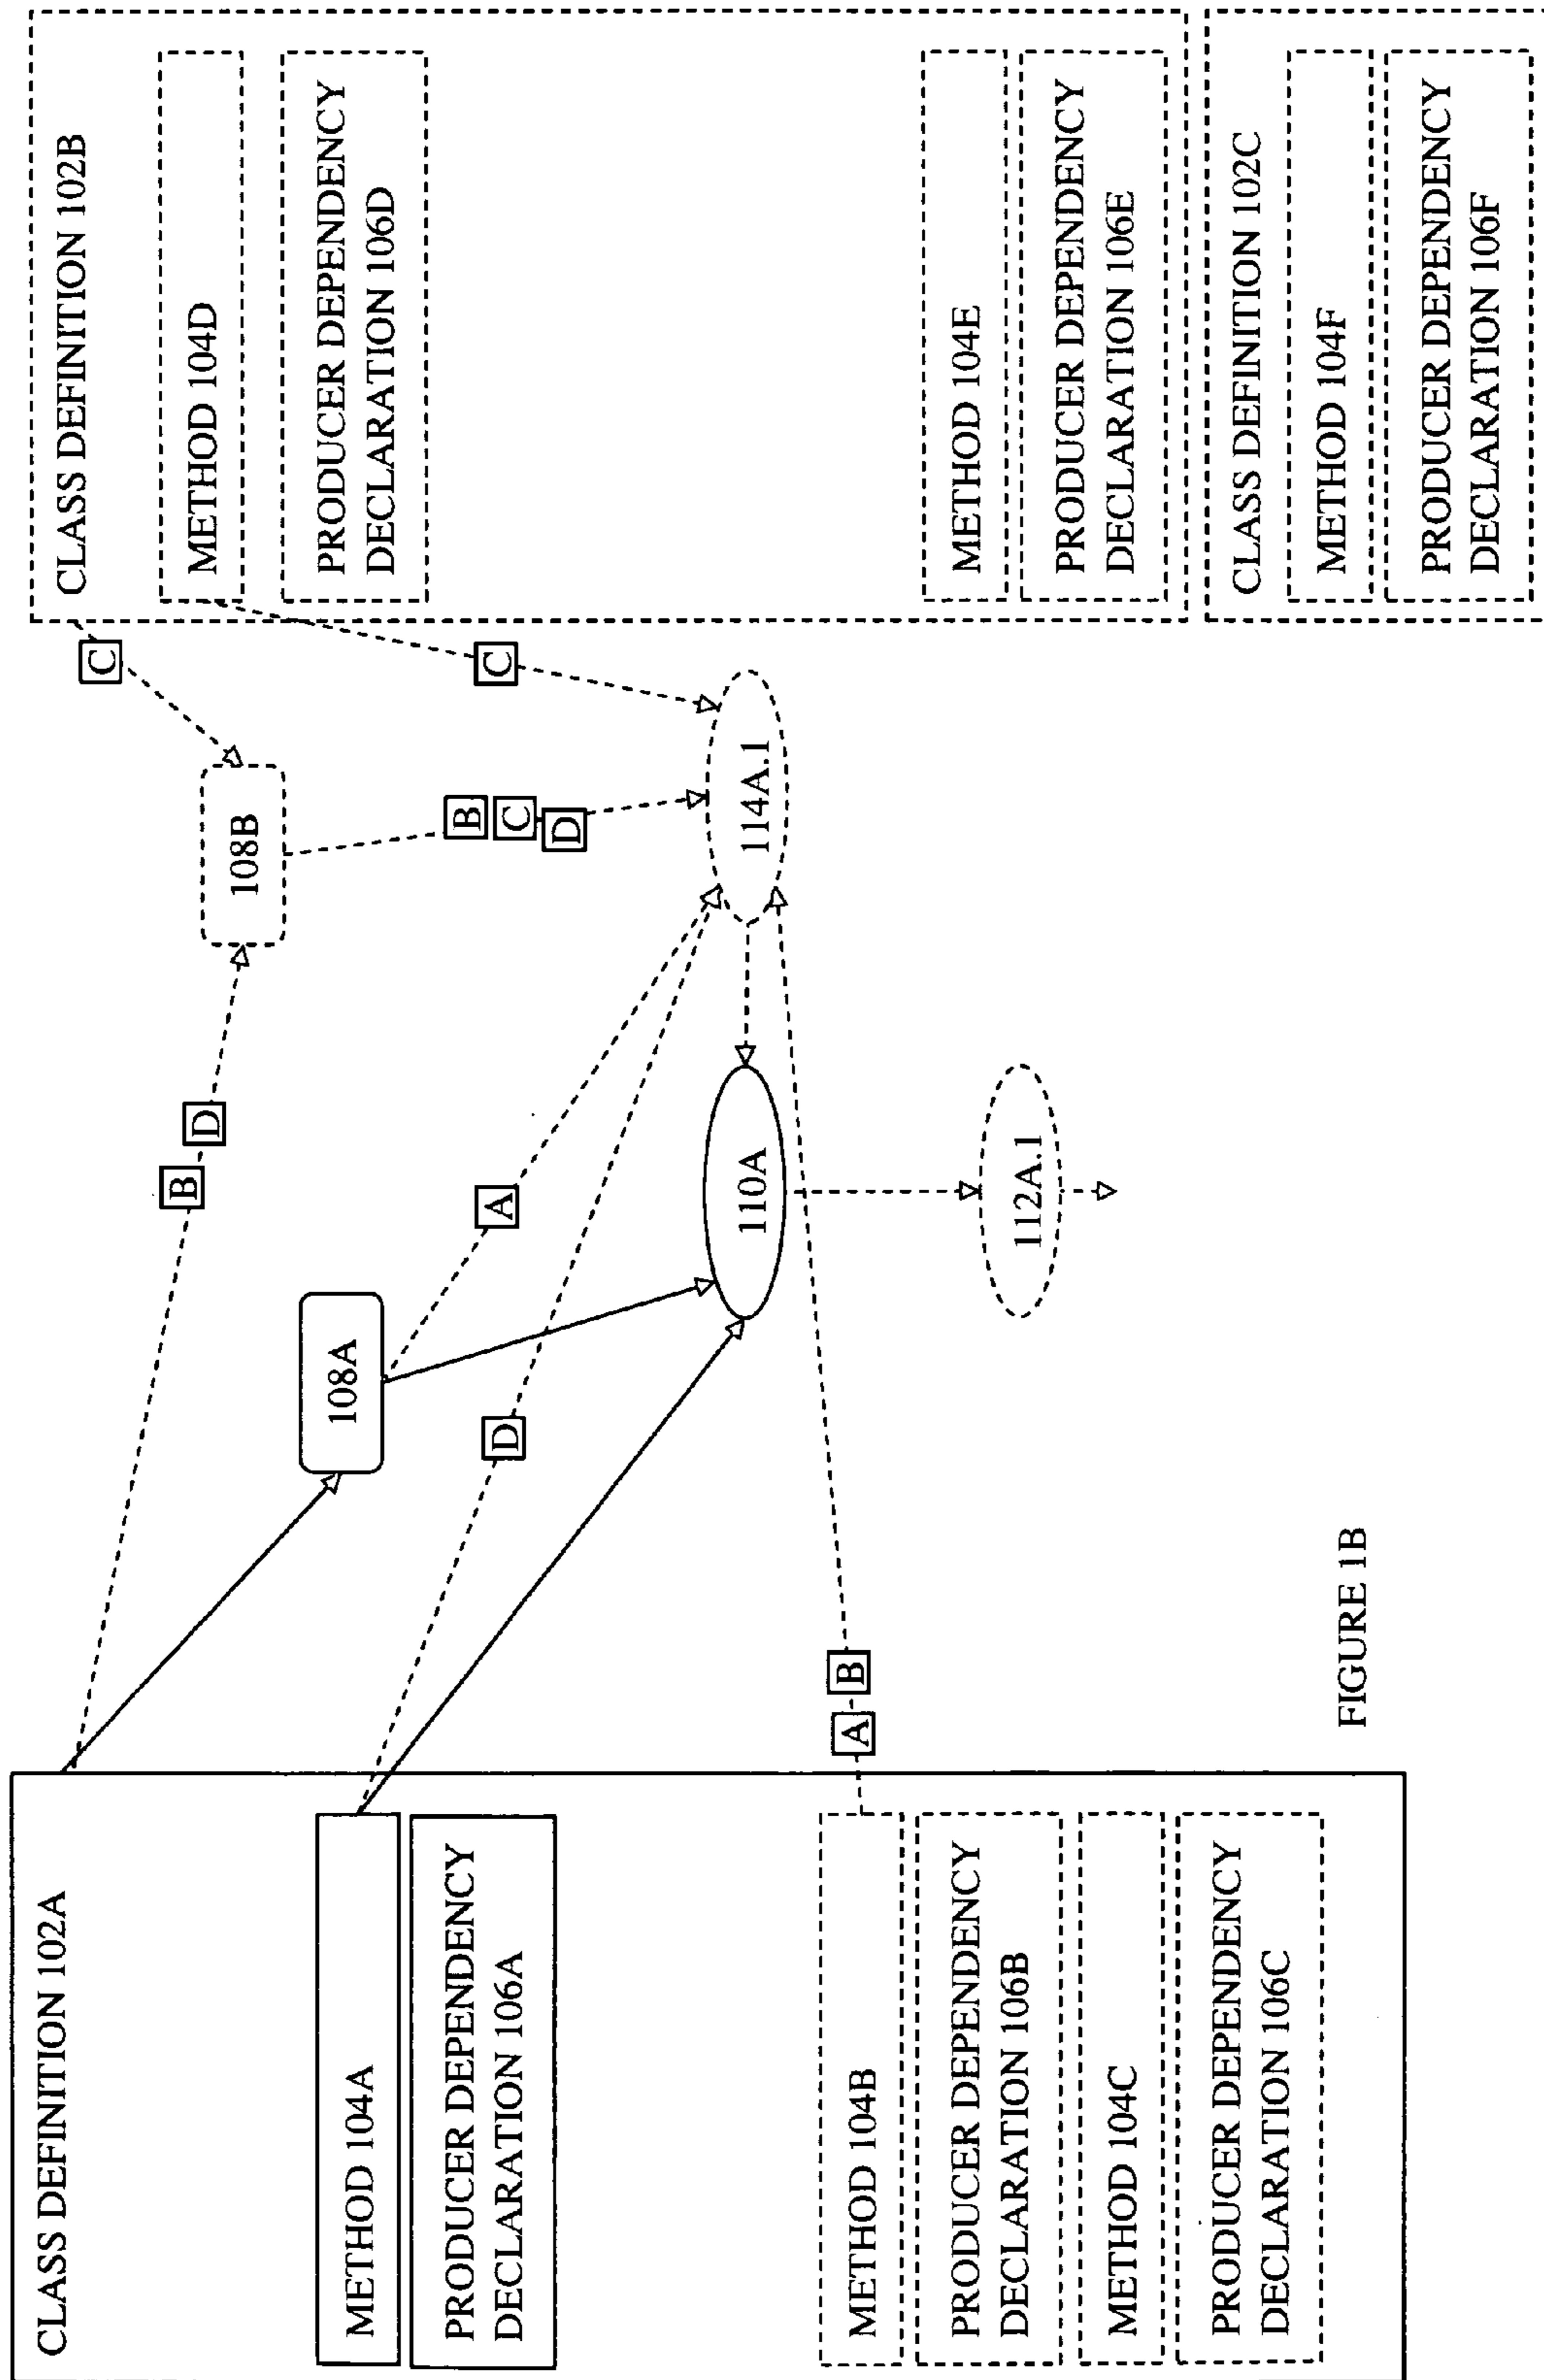 CLASS DEFINITION 102A
METHOD 104A
PRODUCER DEPENDENCY
DECLARATION 106A
METHOD 104B
PRODUCER DEPENDENCY
DECLARATION 106B
METHOD 104C
PRODUCER DEPENDENCY
DECLARATION 106C
B
D
108A
A
D
A
B
108B
C
B
C
D
C
110A
114A.1
112A.1
CLASS DEFINITION 102B
METHOD 104D
PRODUCER DEPENDENCY
DECLARATION 106D
METHOD 104E
PRODUCER DEPENDENCY
DECLARATION 106E
CLASS DEFINITION 102C
METHOD 104F
PRODUCER DEPENDENCY
DECLARATION 106F
FIGURE 1B